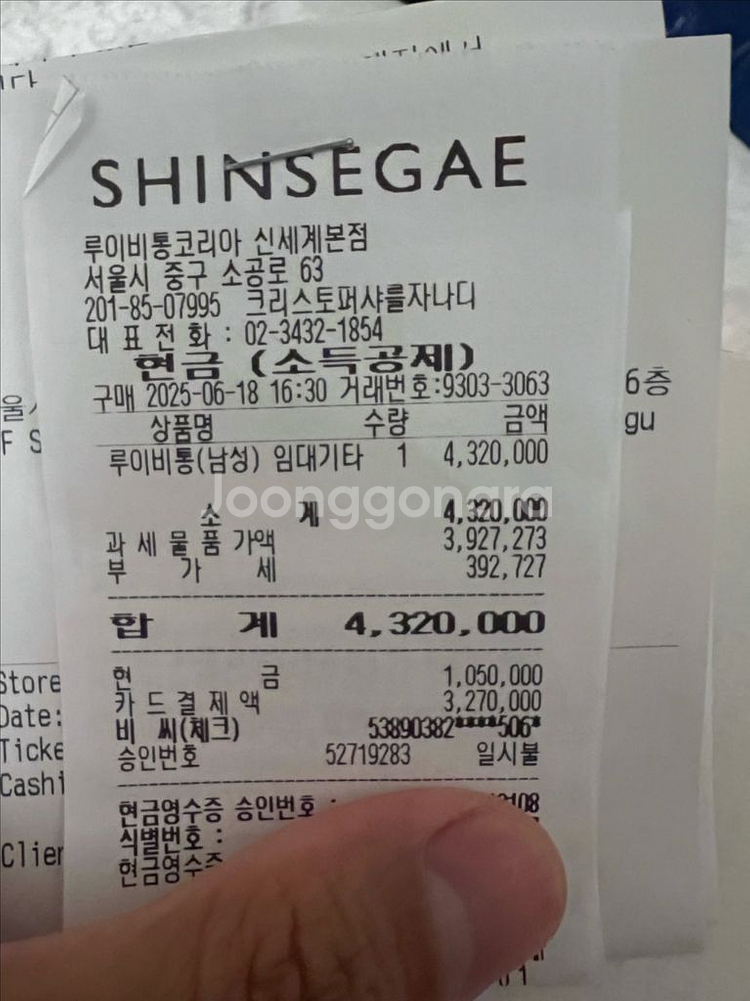 SHINSEGAE
루이비통코리아 신세계본점
서울시 중구 소공로 63
201-85-07995 크리스토퍼샤를자나디
대 표 전 화 : 02-3432-1854
현금 (소득공제)
구매 2025-06-18 16:30 거래번호:9303-3063
상품명 수량 금액
루이비통(남성) 임대기타 1 4,320,000
Joonggonara
소 계 4,320,000
과 세 물 품 가액 3,927,273
부 가 세 392,727
합 계 4,320,000
현 금 1,050,000
카 드 결 제 액 3,270,000
비 씨(체크) 53890382****506*
승인번호 52719283 일시불
현금영수증 승인번호 :
식별번호 :
현금영수증
6층
gu
F S
Store
Date:
Ticke
Cashi
Clien